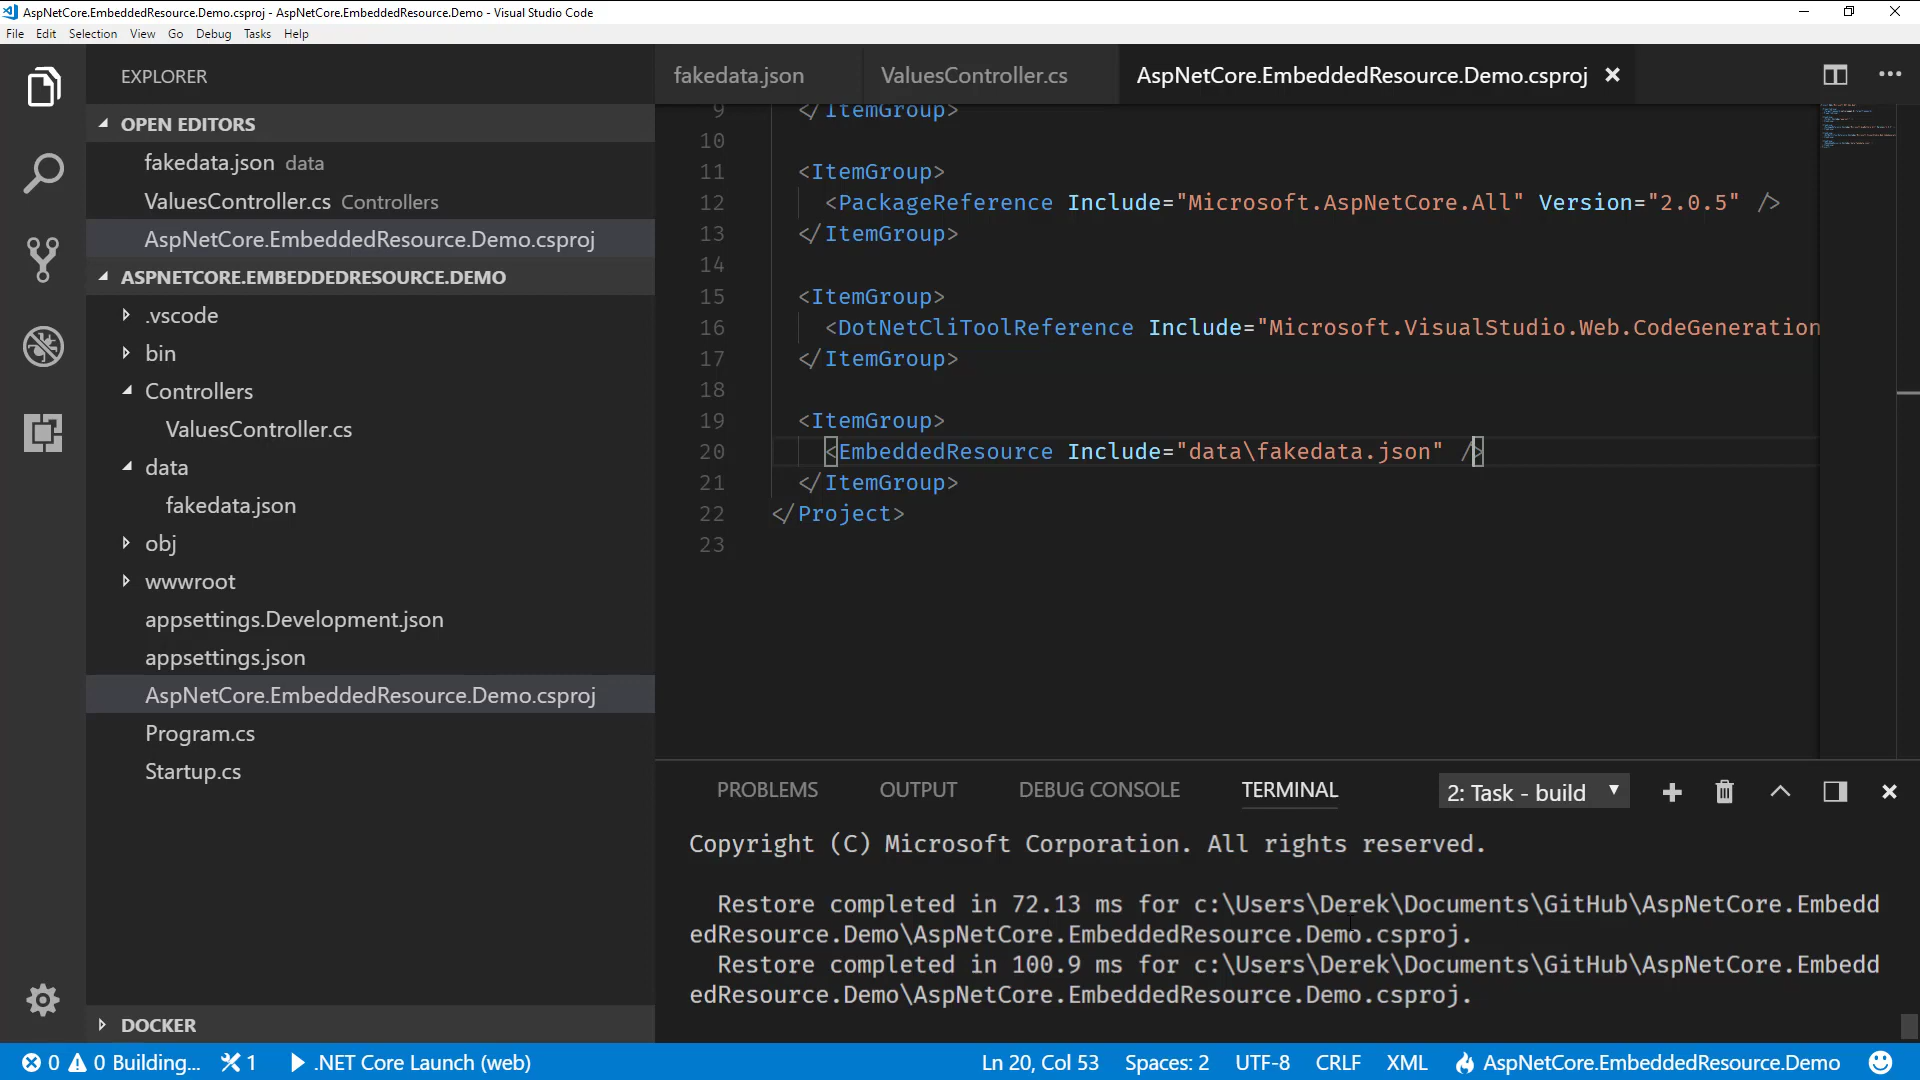 AspNetCore.EmbeddedResource.Demo.csproj - AspNetCore.EmbeddedResource.Demo - Visual Studio Code
File Edit Selection View Go Debug Tasks Help
EXPLORER
OPEN EDITORS
fakedata.json data
ValuesController.cs Controllers
AspNetCore.EmbeddedResource.Demo.csproj
ASPNETCORE.EMBEDDEDRESOURCE.DEMO
.vscode
bin
Controllers
ValuesController.cs
data
fakedata.json
obj
wwwroot
appsettings.Development.json
appsettings.json
AspNetCore.EmbeddedResource.Demo.csproj
Program.cs
Startup.cs
DOCKER
fakedata.json ValuesController.cs AspNetCore.EmbeddedResource.Demo.csproj
9 </ItemGroup>
10
11 <ItemGroup>
12 <PackageReference Include="Microsoft.AspNetCore.All" Version="2.0.5" />
13 </ItemGroup>
14
15 <ItemGroup>
16 <DotNetCliToolReference Include="Microsoft.VisualStudio.Web.CodeGeneration
17 </ItemGroup>
18
19 <ItemGroup>
20 <EmbeddedResource Include="data\fakedata.json" />
21 </ItemGroup>
22 </Project>
23
PROBLEMS OUTPUT DEBUG CONSOLE TERMINAL 2: Task - build
Copyright (C) Microsoft Corporation. All rights reserved.
Restore completed in 72.13 ms for c:\Users\Derek\Documents\GitHub\AspNetCore.Embedd
edResource.Demo\AspNetCore.EmbeddedResource.Demo.csproj.
Restore completed in 100.9 ms for c:\Users\Derek\Documents\GitHub\AspNetCore.Embedd
edResource.Demo\AspNetCore.EmbeddedResource.Demo.csproj.
0 0 Building... 1 .NET Core Launch (web) Ln 20, Col 53 Spaces: 2 UTF-8 CRLF XML AspNetCore.EmbeddedResource.Demo